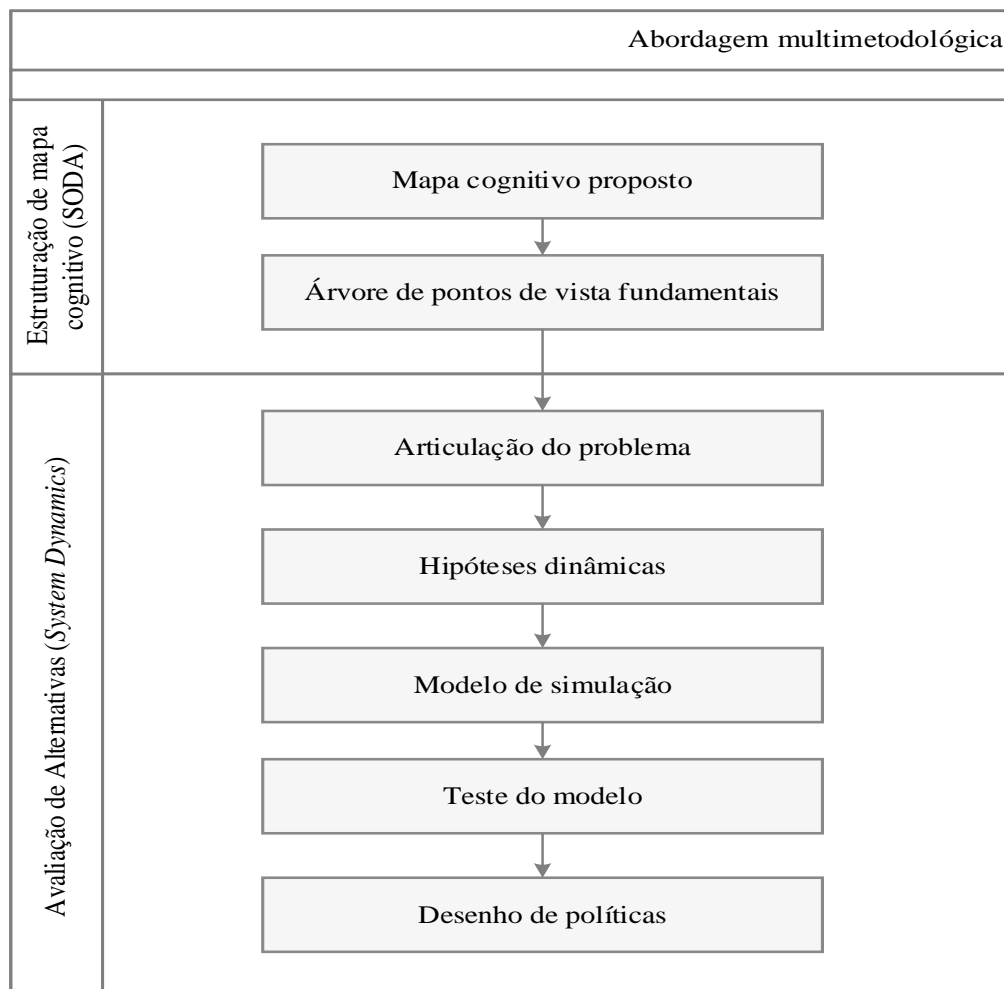 Abordagem multimetodológica
Estruturação de mapa
cognitivo (SODA)
Mapa cognitivo proposto
Árvore de pontos de vista fundamentais
Avaliação de Alternativas (System Dynamics)
Articulação do problema
Hipóteses dinâmicas
Modelo de simulação
Teste do modelo
Desenho de políticas